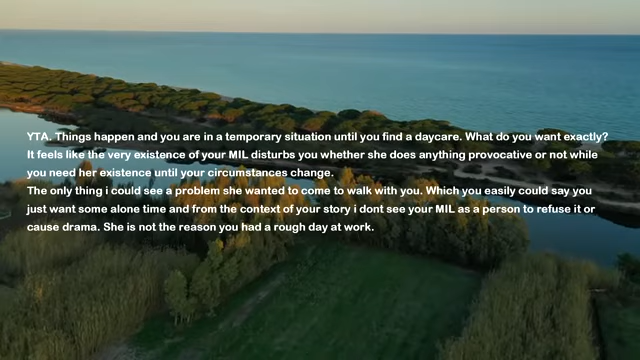 YTA. Things happen and you are in a temporary situation until you find a daycare. What do you want exactly?
It feels like the very existence of your MIL disturbs you whether she does anything provocative or not while
you need her existence until your circumstances change.
The only thing i could see a problem she wanted to come to walk with you. Which you easily could say you
just want some alone time and from the context of your story i dont see your MIL as a person to refuse it or
cause drama. She is not the reason you had a rough day at work.